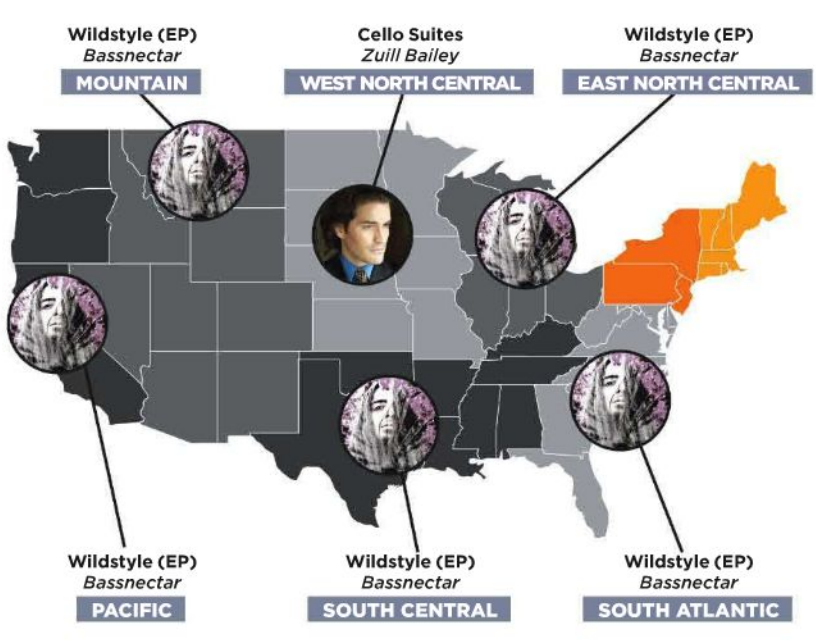 Wildstyle (EP)
Bassnectar
MOUNTAIN
Cello Suites
Zuill Bailey
WEST NORTH CENTRAL
Wildstyle (EP)
Bassnectar
EAST NORTH CENTRAL
Wildstyle (EP)
Bassnectar
PACIFIC
Wildstyle (EP)
Bassnectar
SOUTH CENTRAL
Wildstyle (EP)
Bassnectar
SOUTH ATLANTIC